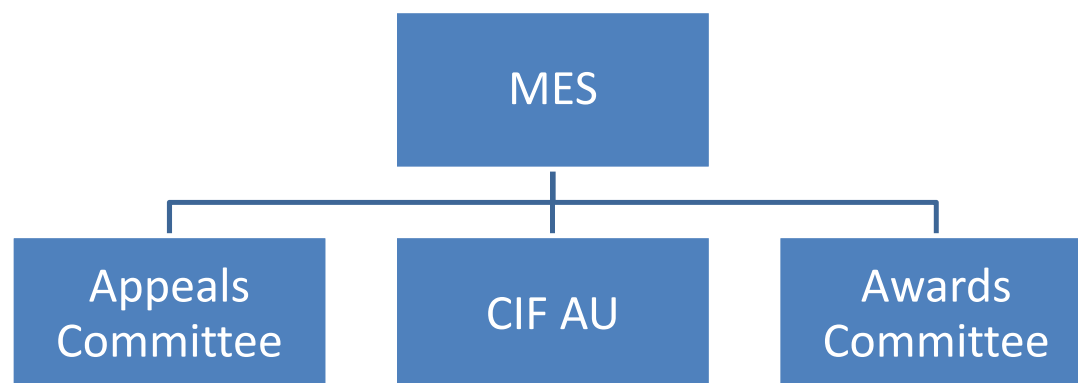 MES
Appeals
Committee
CIF AU
Awards
Committee